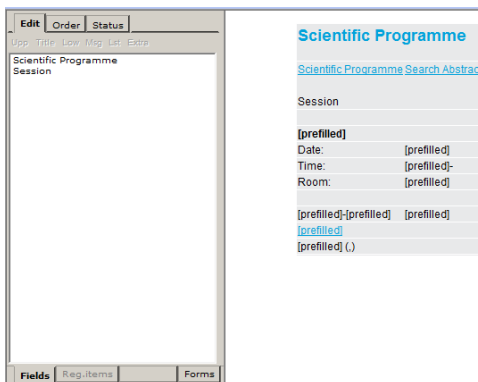 Edit Order Status
Upp Title Low Msg Lst Extra
Scientific Programme
Session
Fields Reg.items Forms
Scientific Programme
Scientific Programme Search Abstrac
Session
[prefilled]
Date: [prefilled]
Time: [prefilled]-
Room: [prefilled]
[prefilled]-[prefilled] [prefilled]
[prefilled]
[prefilled] (,)